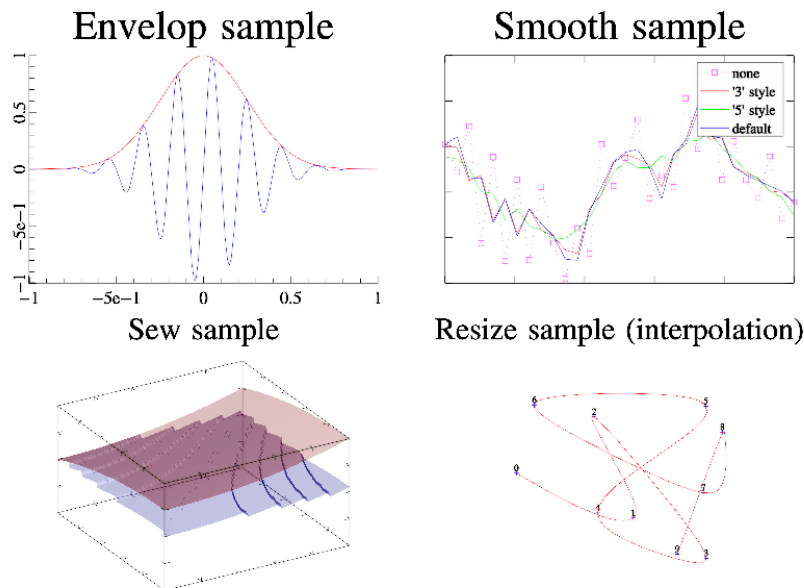 Envelop sample
Smooth sample
1
0.5
0
−5e−1
−1
−1 −5e−1 0 0.5 1
none
'3' style
'5' style
default
Sew sample
Resize sample (interpolation)
6
5
2
8
0
7
4
1
9
3